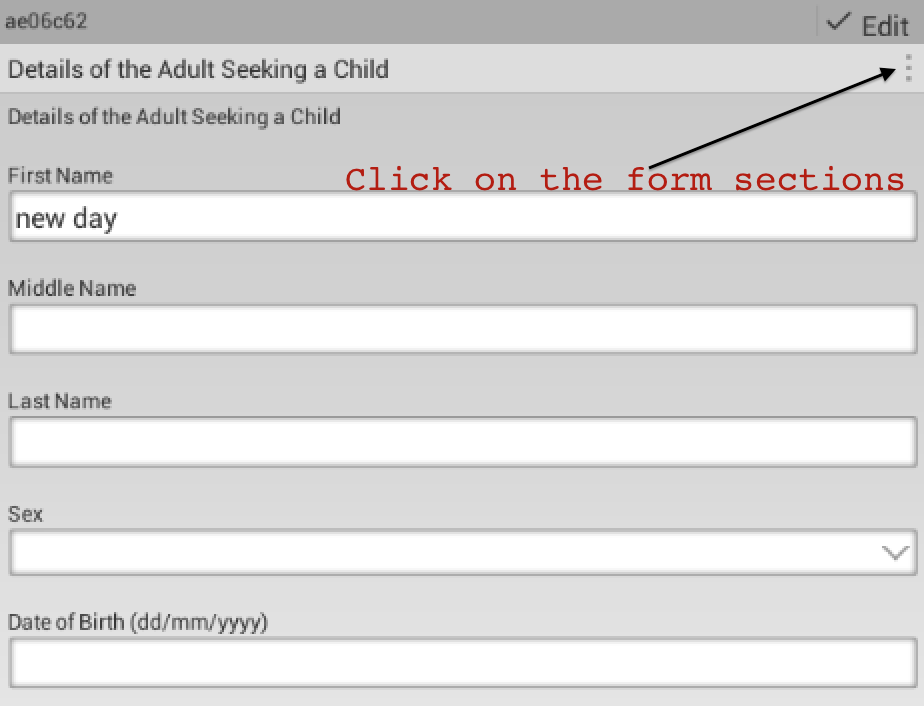 ae06c62
Edit
Details of the Adult Seeking a Child
Details of the Adult Seeking a Child
First Name
Click on the form sections
new day
Middle Name
Last Name
Sex
Date of Birth (dd/mm/yyyy)